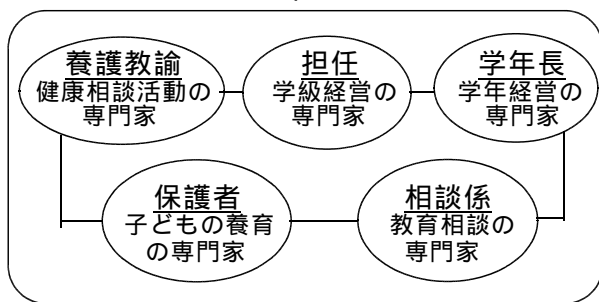 養護教諭
健康相談活動の
専門家
担任
学級経営の
専門家
学年長
学年経営の
専門家
保護者
子どもの養育
の専門家
相談係
教育相談の
専門家